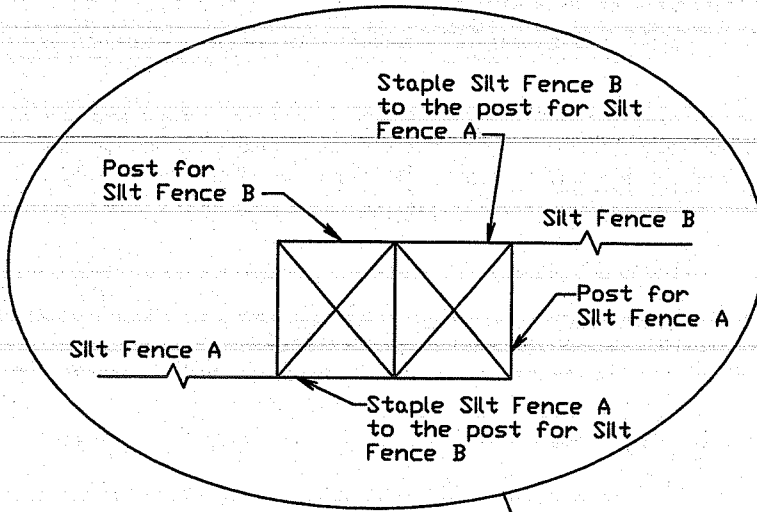 Staple Silt Fence B
to the post for Silt
Fence A
Post for
Silt Fence B
Silt Fence B
Post for
Silt Fence A
Silt Fence A
Staple Silt Fence A
to the post for Silt
Fence B